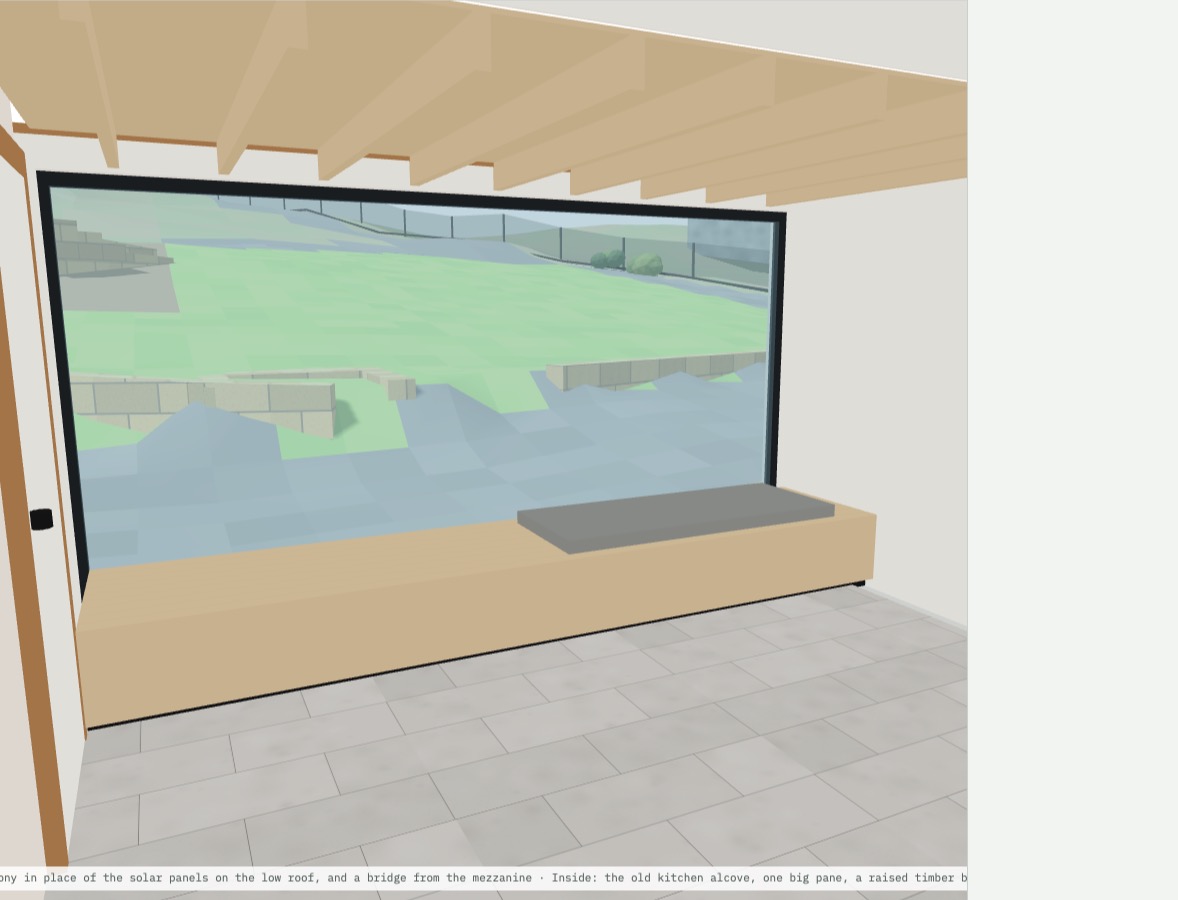 ony in place of the solar panels on the low roof, and a bridge from the mezzanine · Inside: the old kitchen alcove, one big pane, a raised timber b